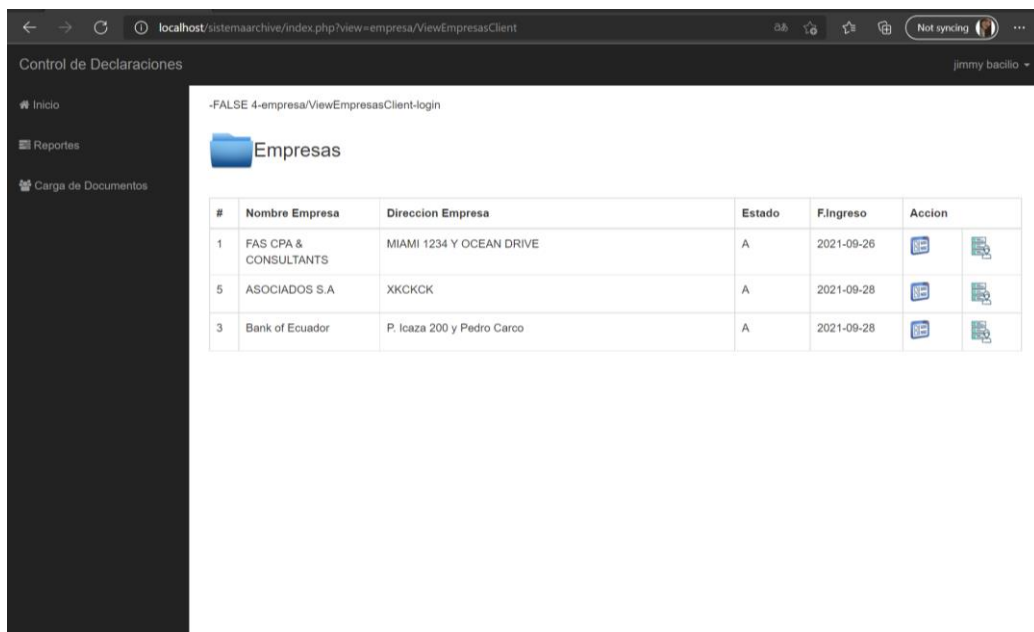 localhost/sistemaarchive/index.php?view=empresa/ViewEmpresasClient
Not syncing
Control de Declaraciones
jimmy bacilio
Inicio
Reportes
Carga de Documentos
-FALSE 4-empresa/ViewEmpresasClient-login
Empresas
# Nombre Empresa Direccion Empresa Estado F.Ingreso Accion
1 FAS CPA & MIAMI 1234 Y OCEAN DRIVE A 2021-09-26
CONSULTANTS
5 ASOCIADOS S.A XKCKCK A 2021-09-28
3 Bank of Ecuador P. Icaza 200 y Pedro Carco A 2021-09-28